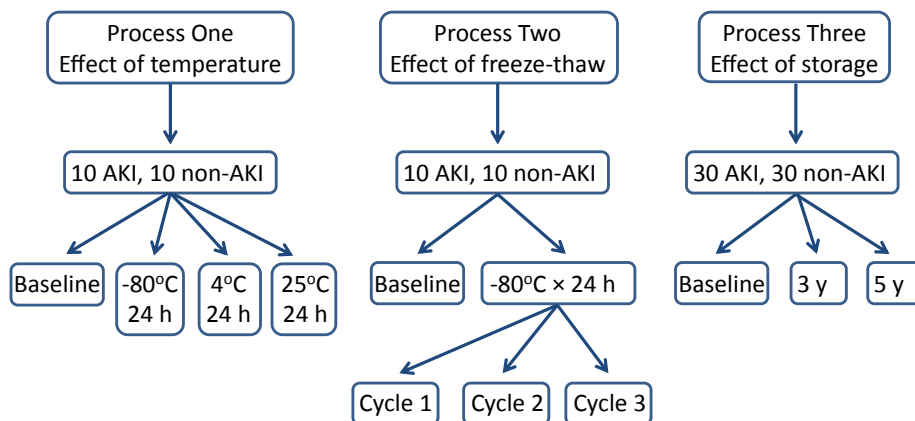 Process One
Effect of temperature
Process Two
Effect of freeze-thaw
Process Three
Effect of storage
10 AKI, 10 non-AKI
10 AKI, 10 non-AKI
30 AKI, 30 non-AKI
Baseline
-80°C
24 h
4°C
24 h
25°C
24 h
Baseline
-80°C × 24 h
Baseline
3 y
5 y
Cycle 1
Cycle 2
Cycle 3